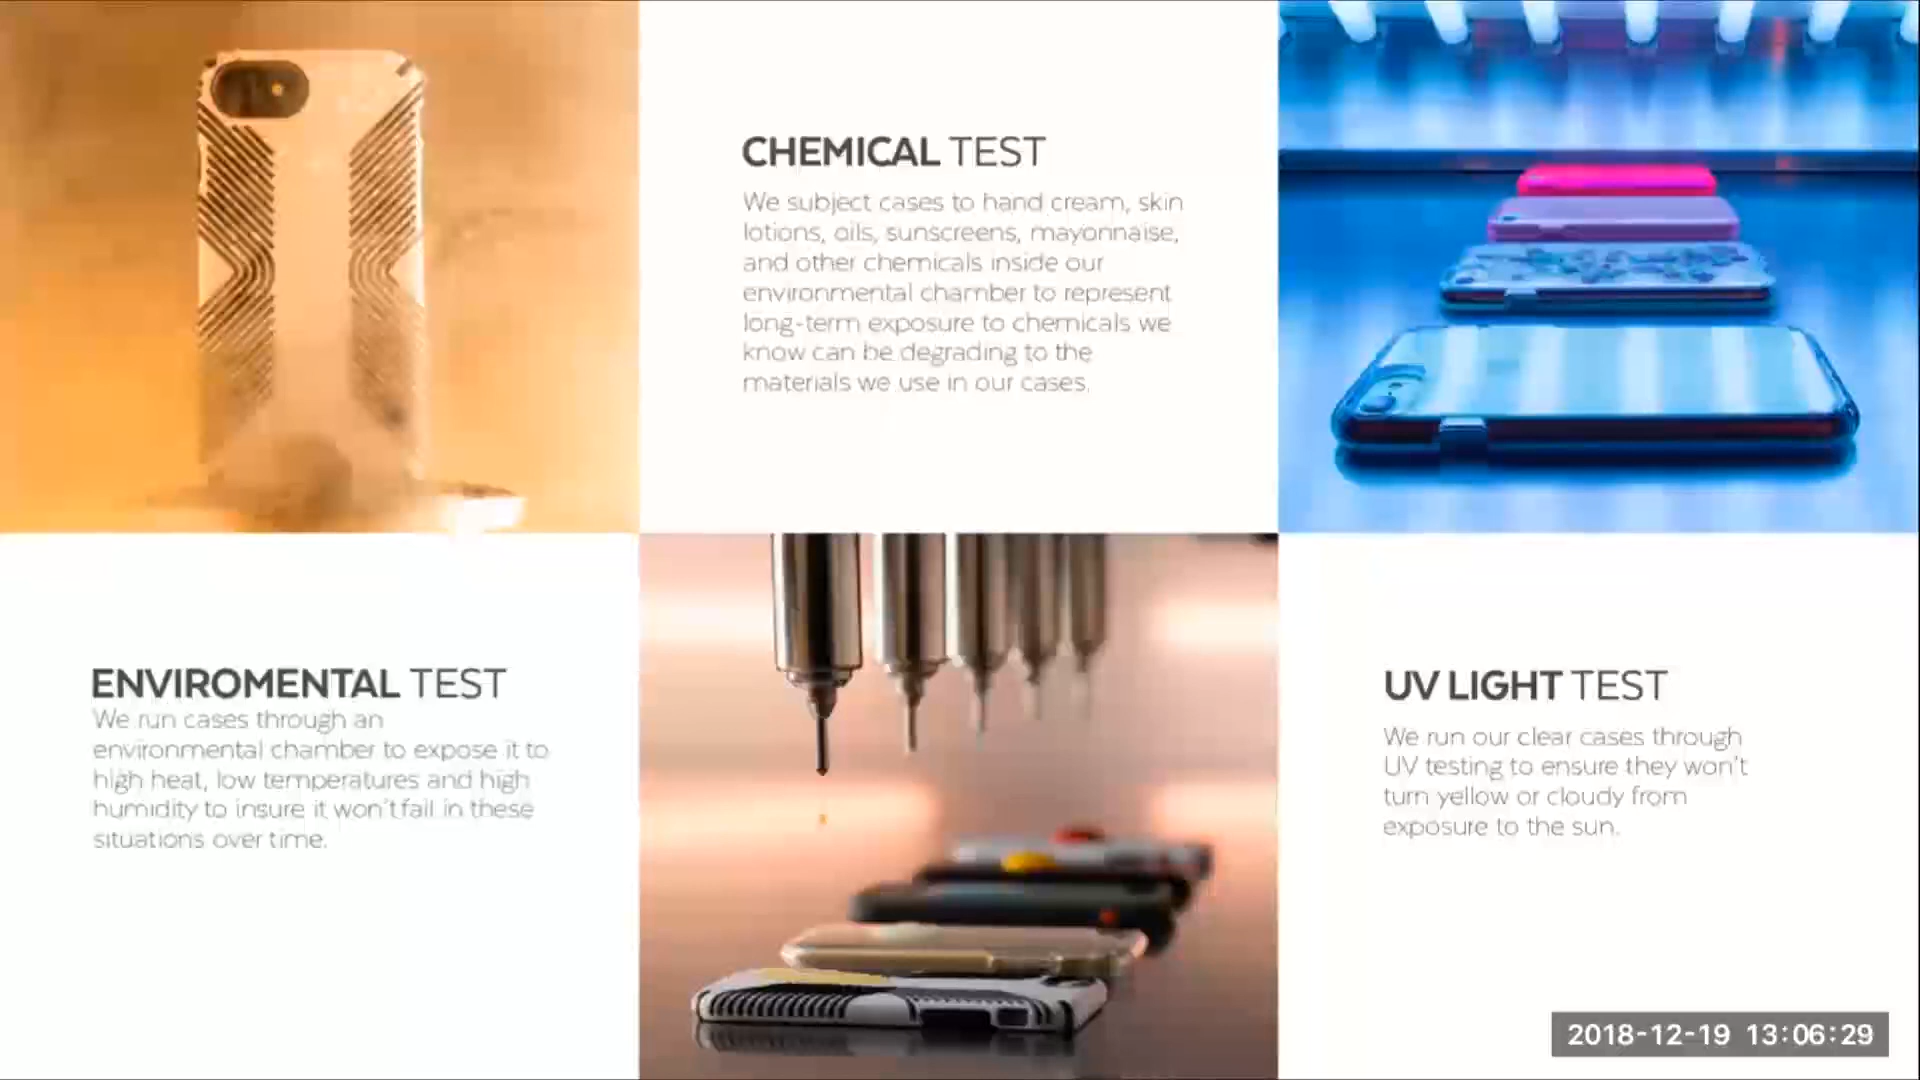 CHEMICAL TEST
We subject cases to hand cream, skin
lotions, oils, sunscreens, mayonnaise,
and other chemicals inside our
environmental chamber to represent
long-term exposure to chemicals we
know can be degrading to the
materials we use in our cases.
ENVIROMENTAL TEST
We run cases through an
environmental chamber to expose it to
high heat, low temperatures and high
humidity to insure it won't fail in these
situations over time.
UV LIGHT TEST
We run our clear cases through
UV testing to ensure they won't
turn yellow or cloudy from
exposure to the sun.
2018-12-19 13:06:29